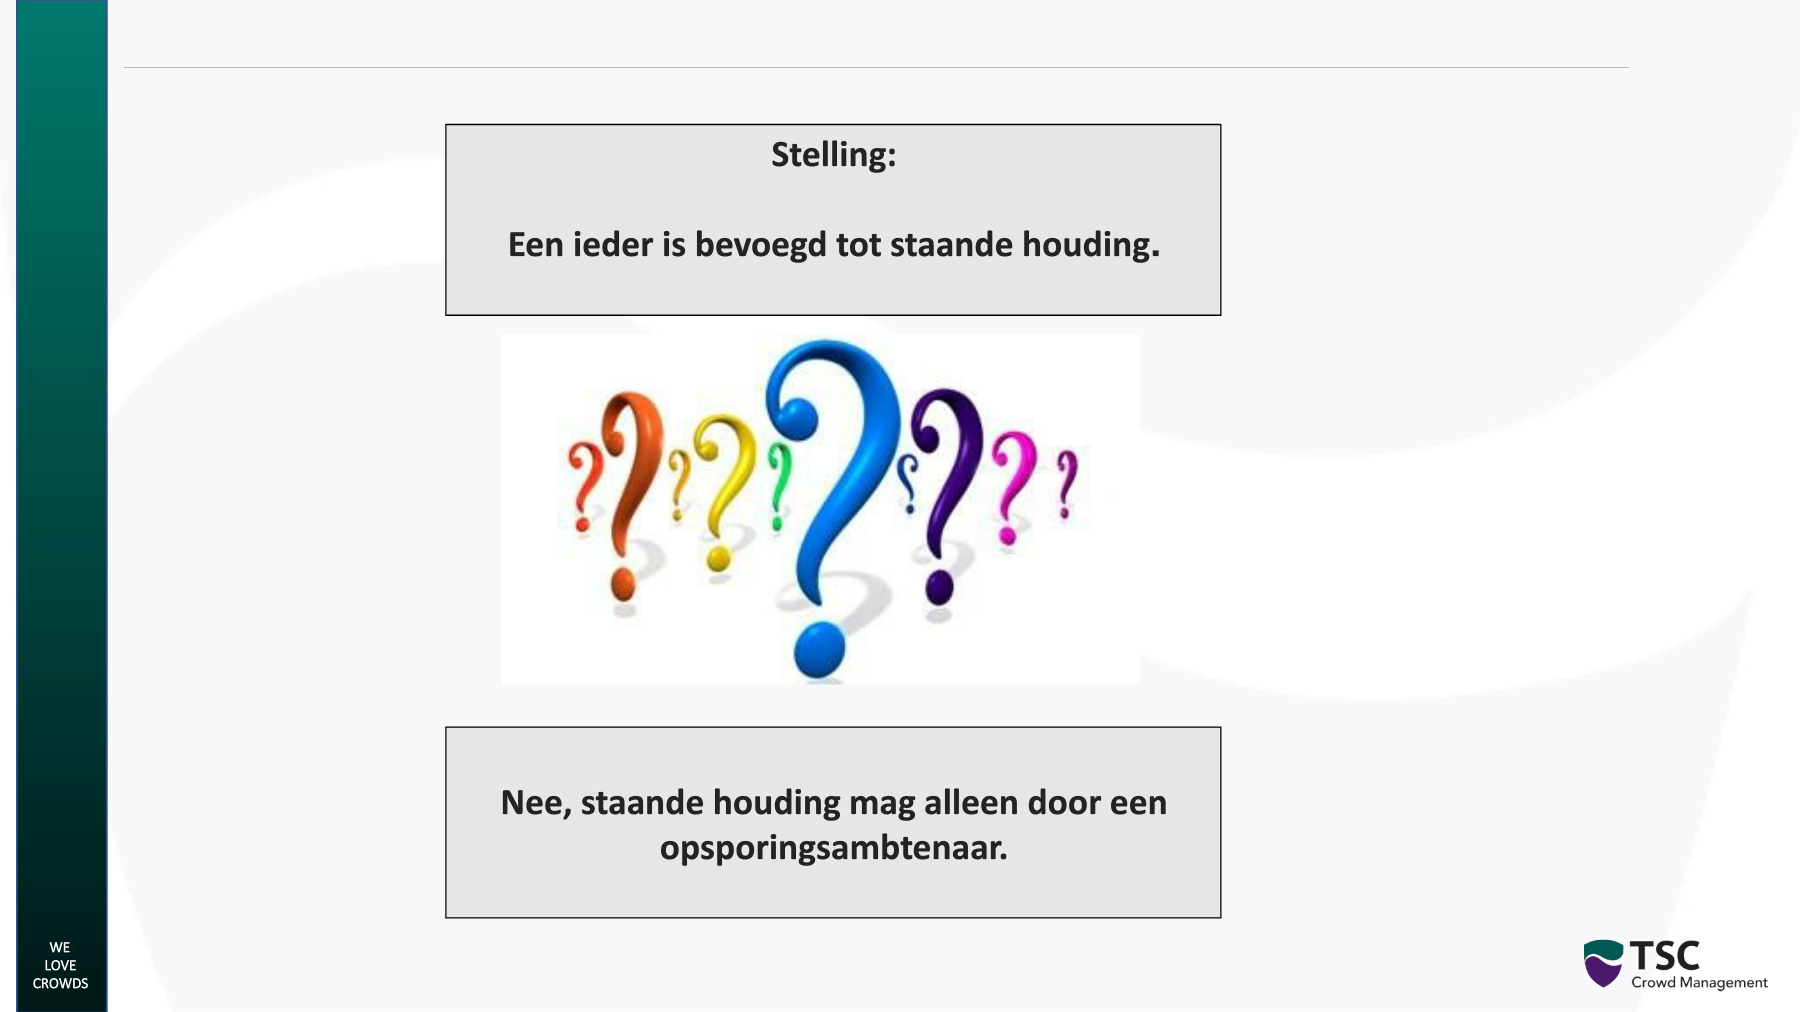 Stelling:
Een ieder is bevoegd tot staande houding.
Nee, staande houding mag alleen door een
opsporingsambtenaar.
WE
LOVE
CROWDS
TSC
Crowd Management